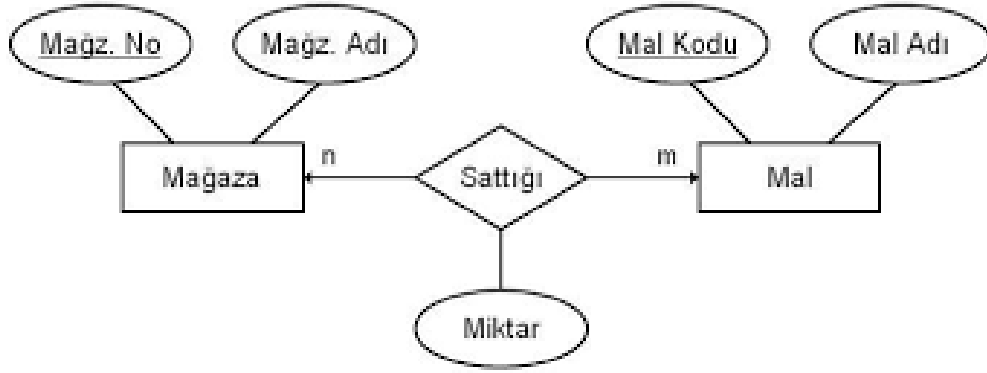 Mağz. No
Mağz. Adı
Mal Kodu
Mal Adı
n
m
Mağaza
Sattığı
Mal
Miktar